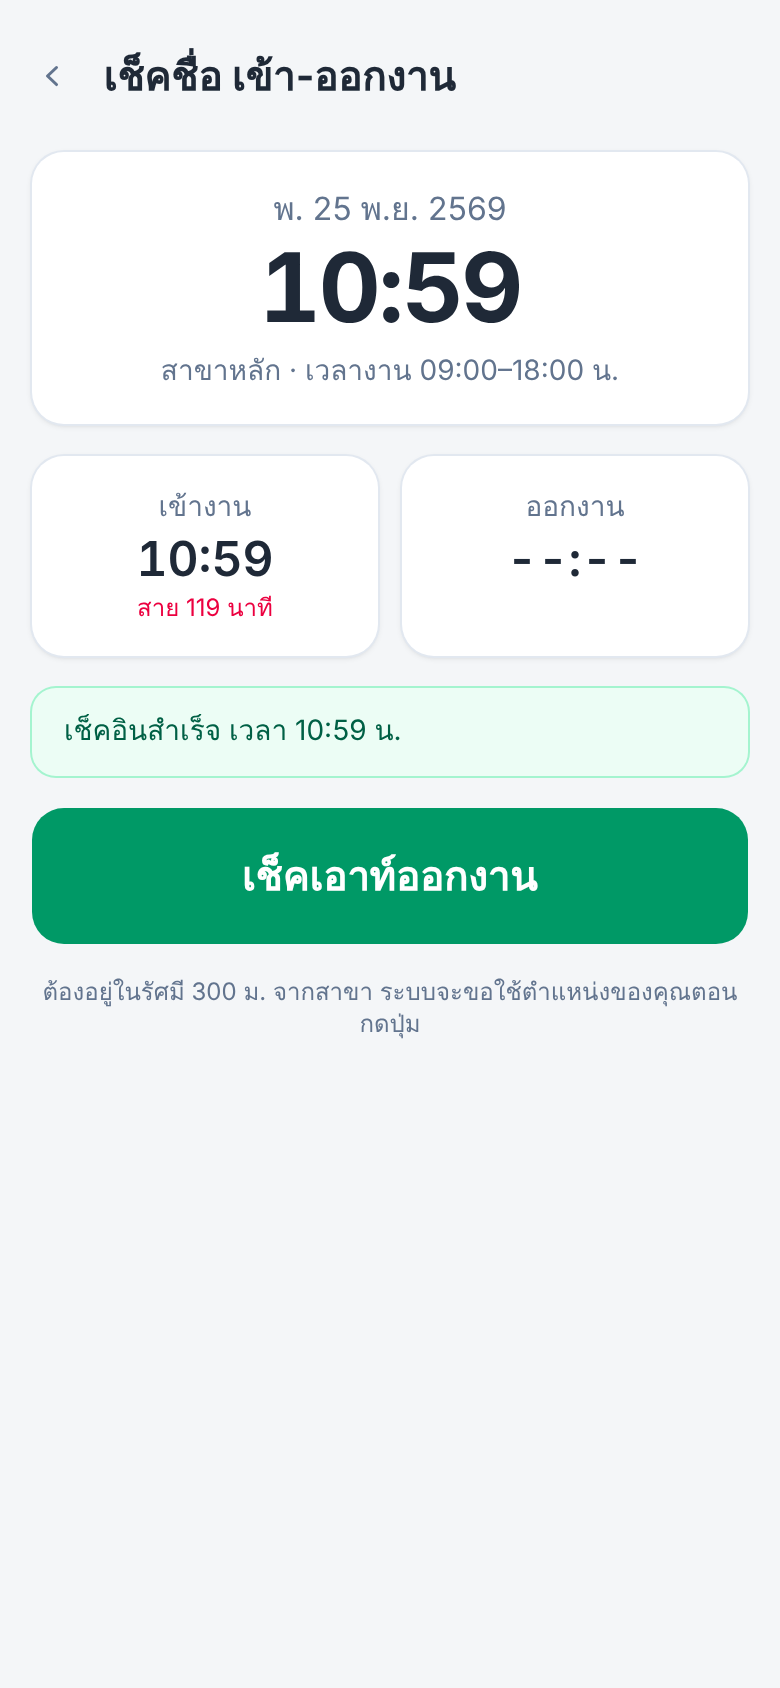 เช็คชื่อ เข้า-ออกงาน
พ. 25 พ.ย. 2569
10:59
สาขาหลัก · เวลางาน 09:00–18:00 น.
เข้างาน
10:59
สาย 119 นาที
ออกงาน
--:--
เช็คอินสำเร็จ เวลา 10:59 น.
เช็คเอาท์ออกงาน
ต้องอยู่ในรัศมี 300 ม. จากสาขา ระบบจะขอใช้ตำแหน่งของคุณตอน
กดปุ่ม